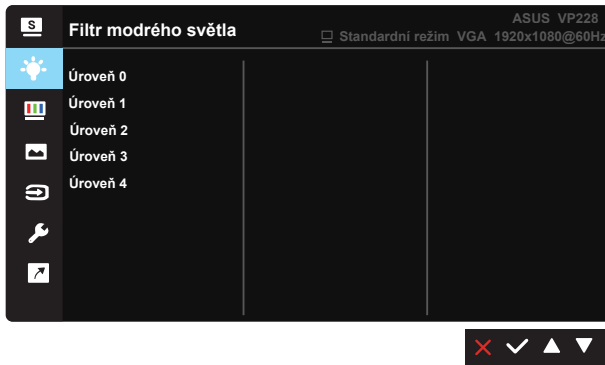 S
Filtr modrého světla
ASUS VP228
Standardní režim VGA 1920x1080@60Hz
Úroveň 0
Úroveň 1
Úroveň 2
Úroveň 3
Úroveň 4